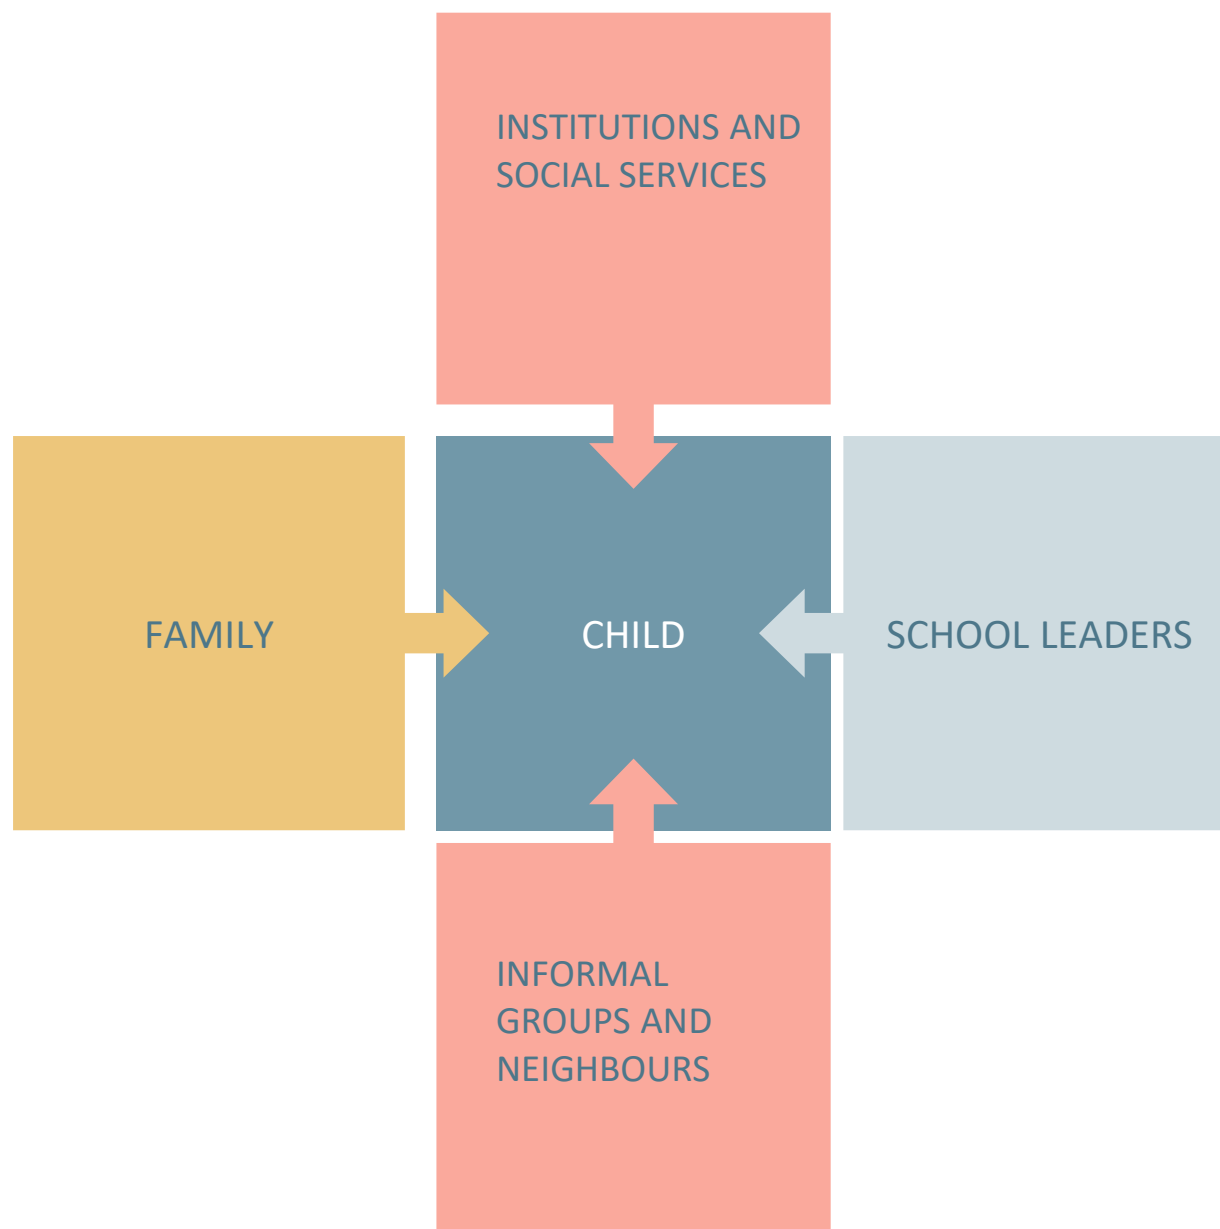 INSTITUTIONS AND
SOCIAL SERVICES
FAMILY
CHILD
SCHOOL LEADERS
INFORMAL
GROUPS AND
NEIGHBOURS